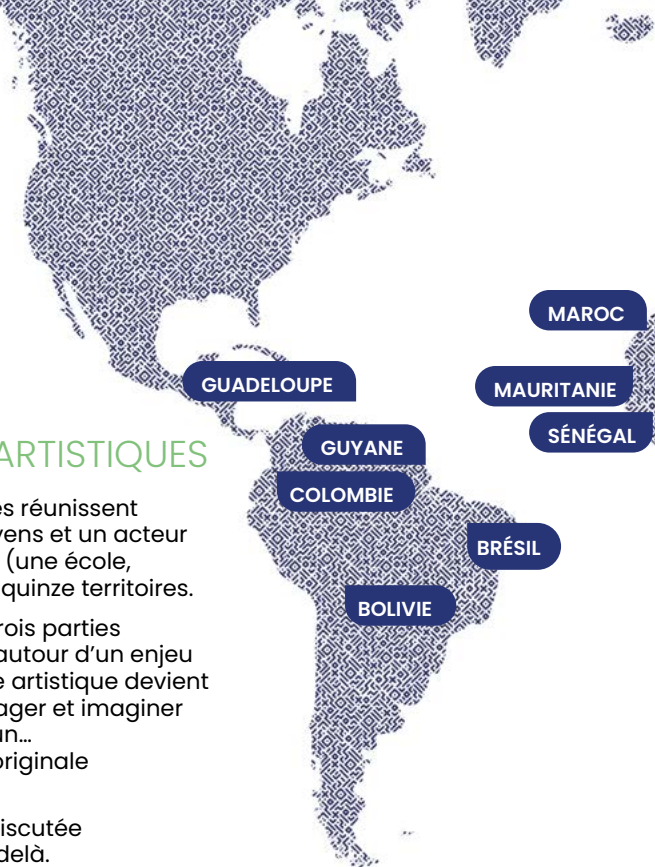 MAROC
GUADELOUPE
MAURITANIE
SÉNÉGAL
GUYANE
COLOMBIE
BRÉSIL
BOLIVIE
ARTISTIQUES
es réunissent
yens et un acteur
(une école,
quinze territoires.
rois parties
autour d’un enjeu
e artistique devient
ager et imaginer
un…
originale
iscutée
delà.